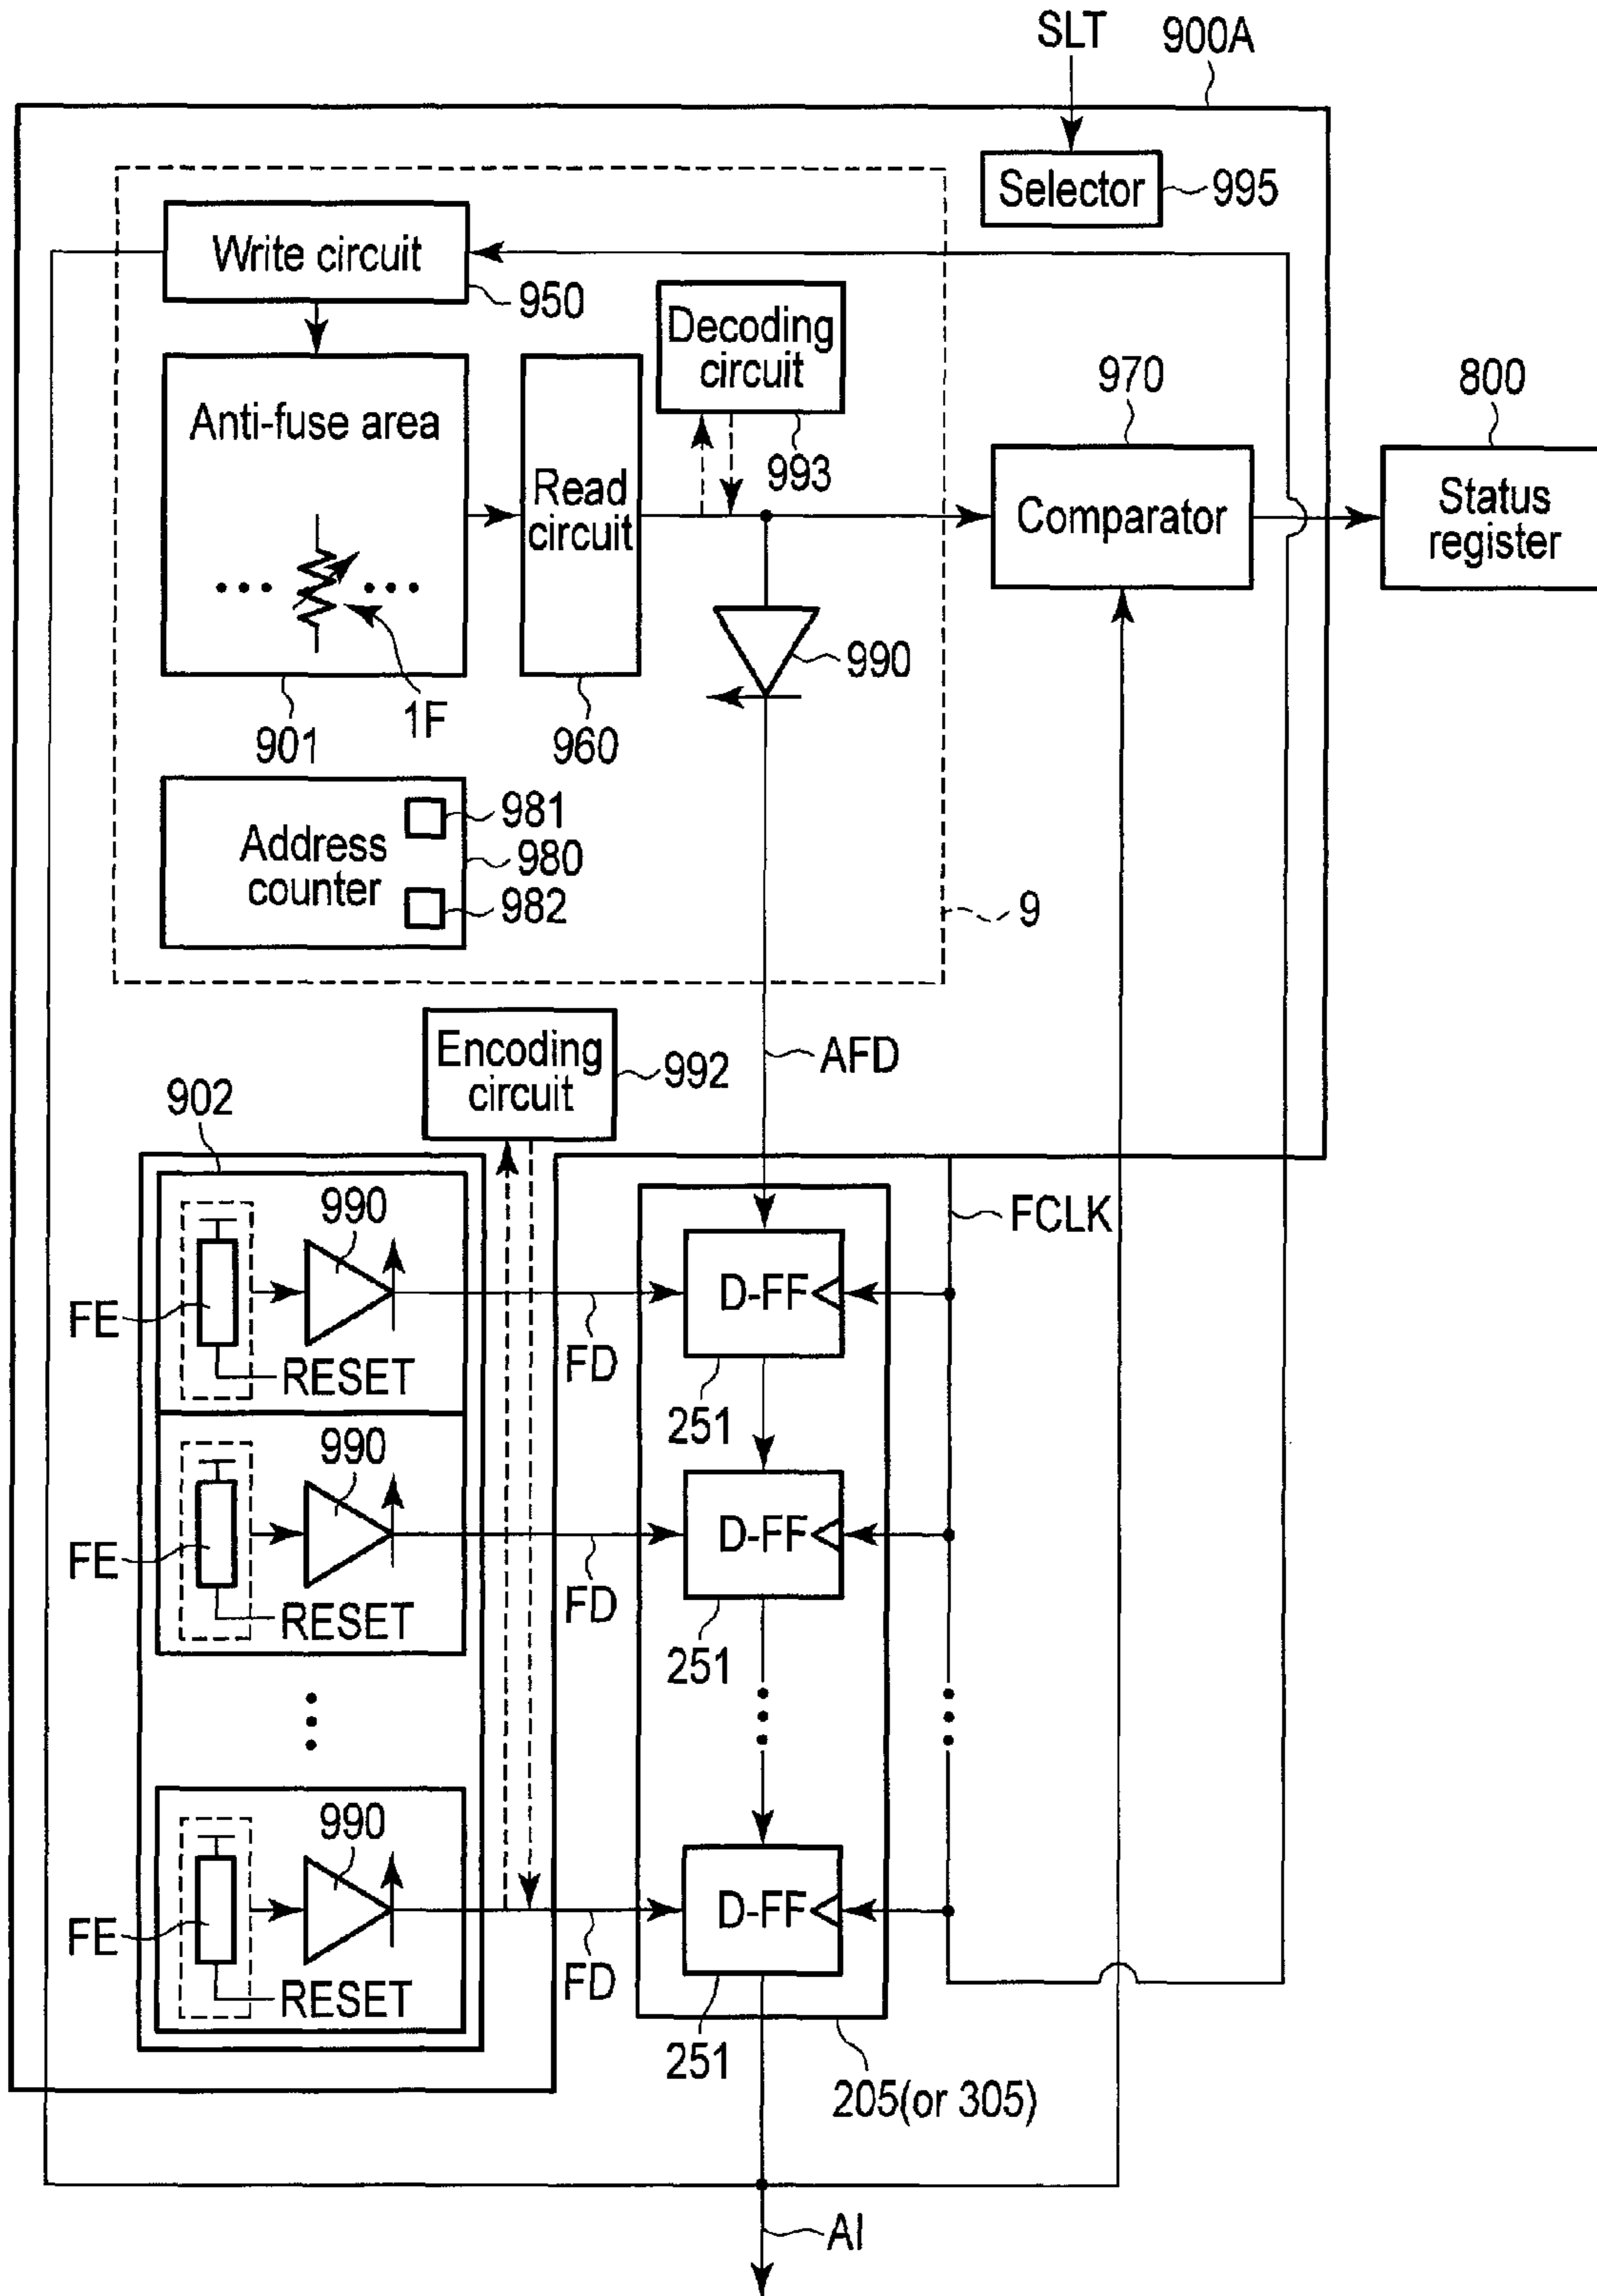 SLT
900A
Selector
995
Write circuit
950
Decoding
circuit
993
Anti-fuse area
1F
901
Read
circuit
960
970
Comparator
800
Status
register
990
Address
counter
981
980
982
9
Encoding
circuit
992
AFD
902
990
FE
RESET
FD
D-FF
251
FCLK
990
FE
RESET
FD
D-FF
251
990
FE
RESET
FD
D-FF
251
205(or 305)
AI